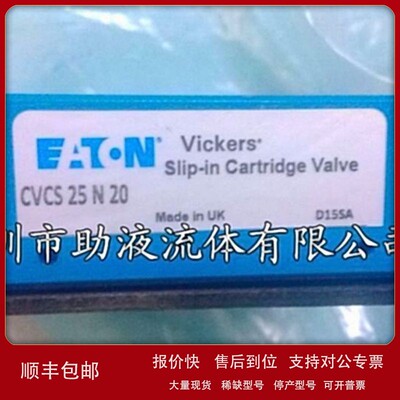 EATON
Vickers®
Slip-in Cartridge Valve
CVCS 25 N 20
Made in UK
D15SA
圳市助液流体有限公司
顺丰包邮
报价快 售后到位 支持对公专票
大量现货 稀缺型号 停产型号 可开普票